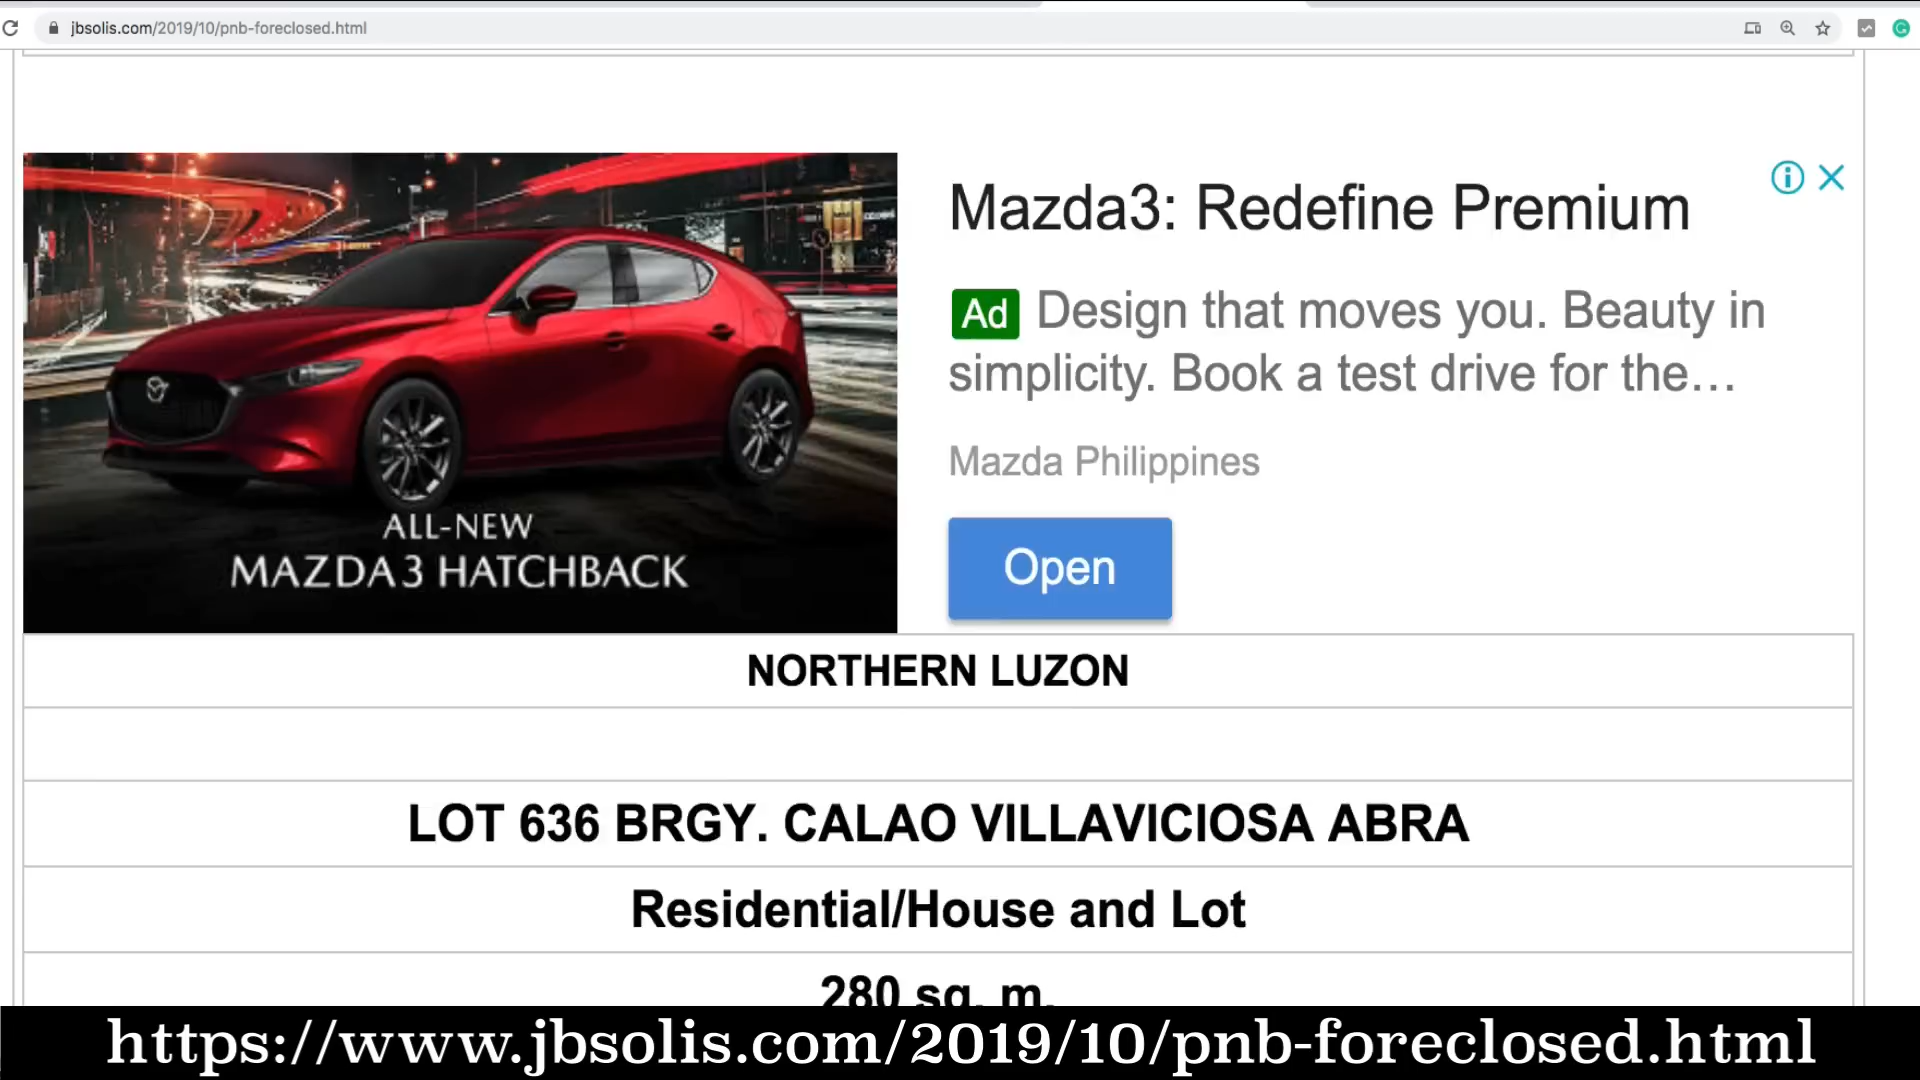 jbsolis.com/2019/10/pnb-foreclosed.html
Mazda3: Redefine Premium
Ad Design that moves you. Beauty in
simplicity. Book a test drive for the...
Mazda Philippines
Open
ALL-NEW
MAZDA3 HATCHBACK
NORTHERN LUZON
LOT 636 BRGY. CALAO VILLAVICIOSA ABRA
Residential/House and Lot
280 sq. m.
https://www.jbsolis.com/2019/10/pnb-foreclosed.html